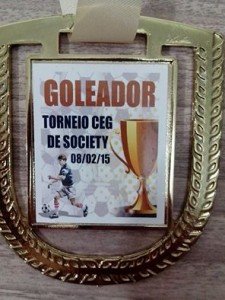 GOLEADOR
TORNEIO CEG
DE SOCIETY
08/02/15